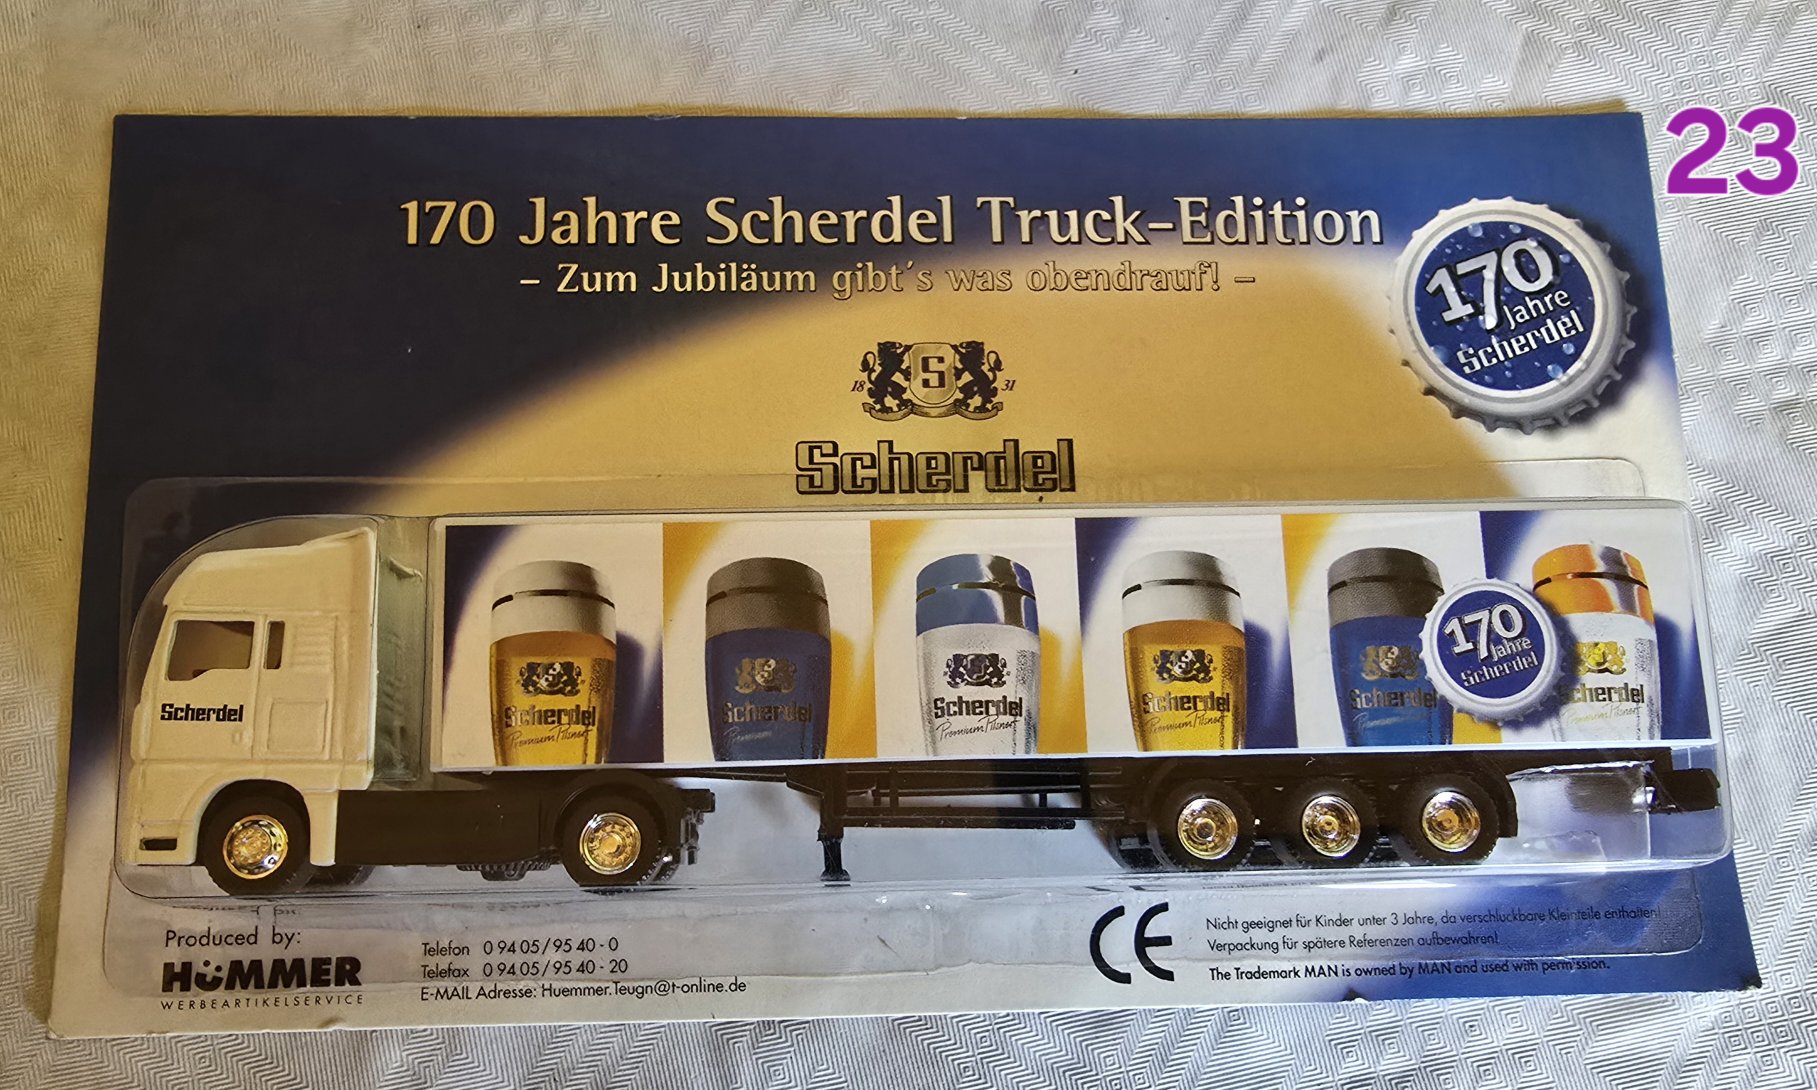 23
170 Jahre Scherdel Truck-Edition
- Zum Jubiläum gibt's was obendrauf! -
170
Jahre
Scherdel
18 S 31
Scherdel
Scherdel
Scherdel
Premium Pilsner
Scherdel
Premium
Scherdel
Premium Pilsner
Scherdel
Premium Pilsner
Scherdel
170
Jahre
Scherdel
Scherdel
Premium Pilsner
Produced by:
HÜMMER
WERBEARTIKELSERVICE
Telefon 0 94 05/95 40 - 0
Telefax 0 94 05/95 40 - 20
E-MAIL Adresse: Huemmer.Teugn@t-online.de
CE
Nicht geeignet für Kinder unter 3 Jahre, da verschluckbare Kleinteile enthalten!
Verpackung für spätere Referenzen aufbewahren!
The Trademark MAN is owned by MAN and used with permission.